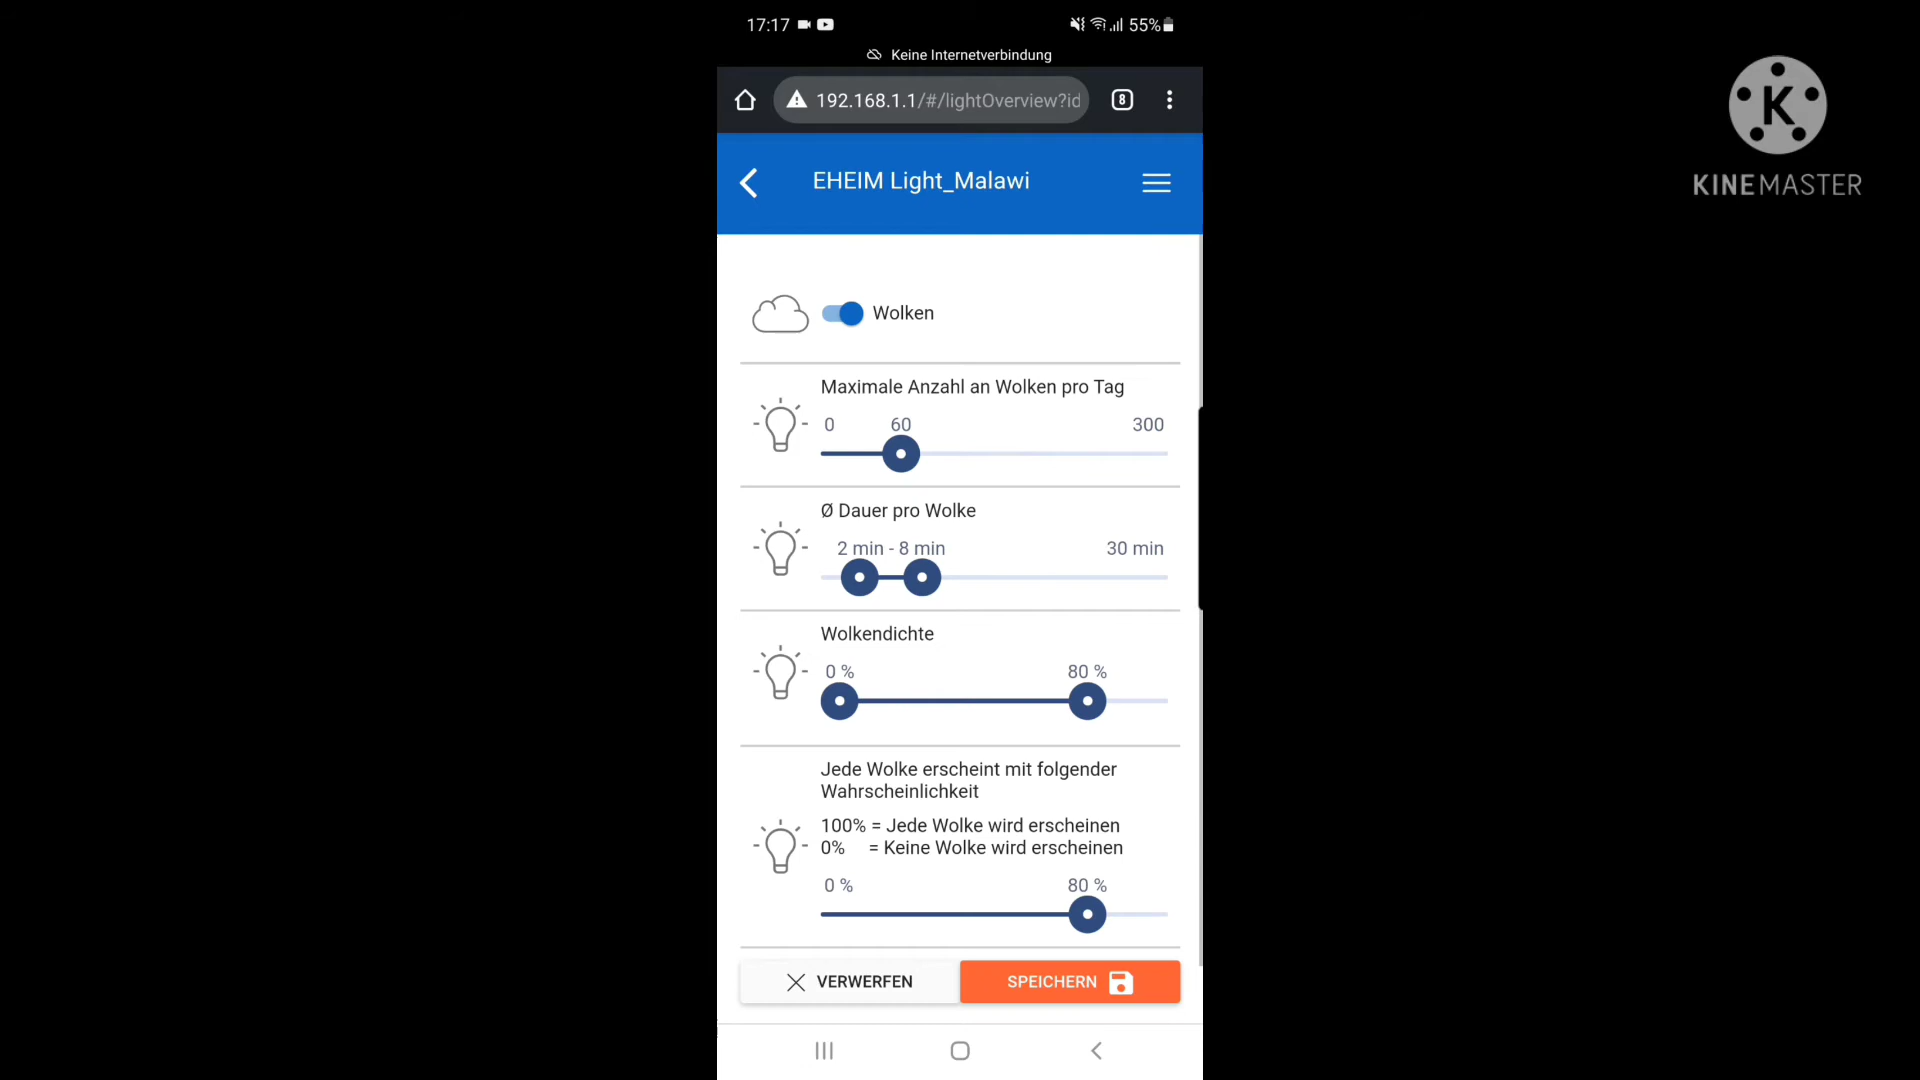 17:17 55%
Keine Internetverbindung
192.168.1.1/#/lightOverview?id 8
K
KINEMASTER
EHEIM Light_Malawi
Wolken
Maximale Anzahl an Wolken pro Tag
0 60 300
Ø Dauer pro Wolke
2 min - 8 min 30 min
Wolkendichte
0 % 80 %
Jede Wolke erscheint mit folgender
Wahrscheinlichkeit
100% = Jede Wolke wird erscheinen
0% = Keine Wolke wird erscheinen
0 % 80 %
VERWERFEN SPEICHERN